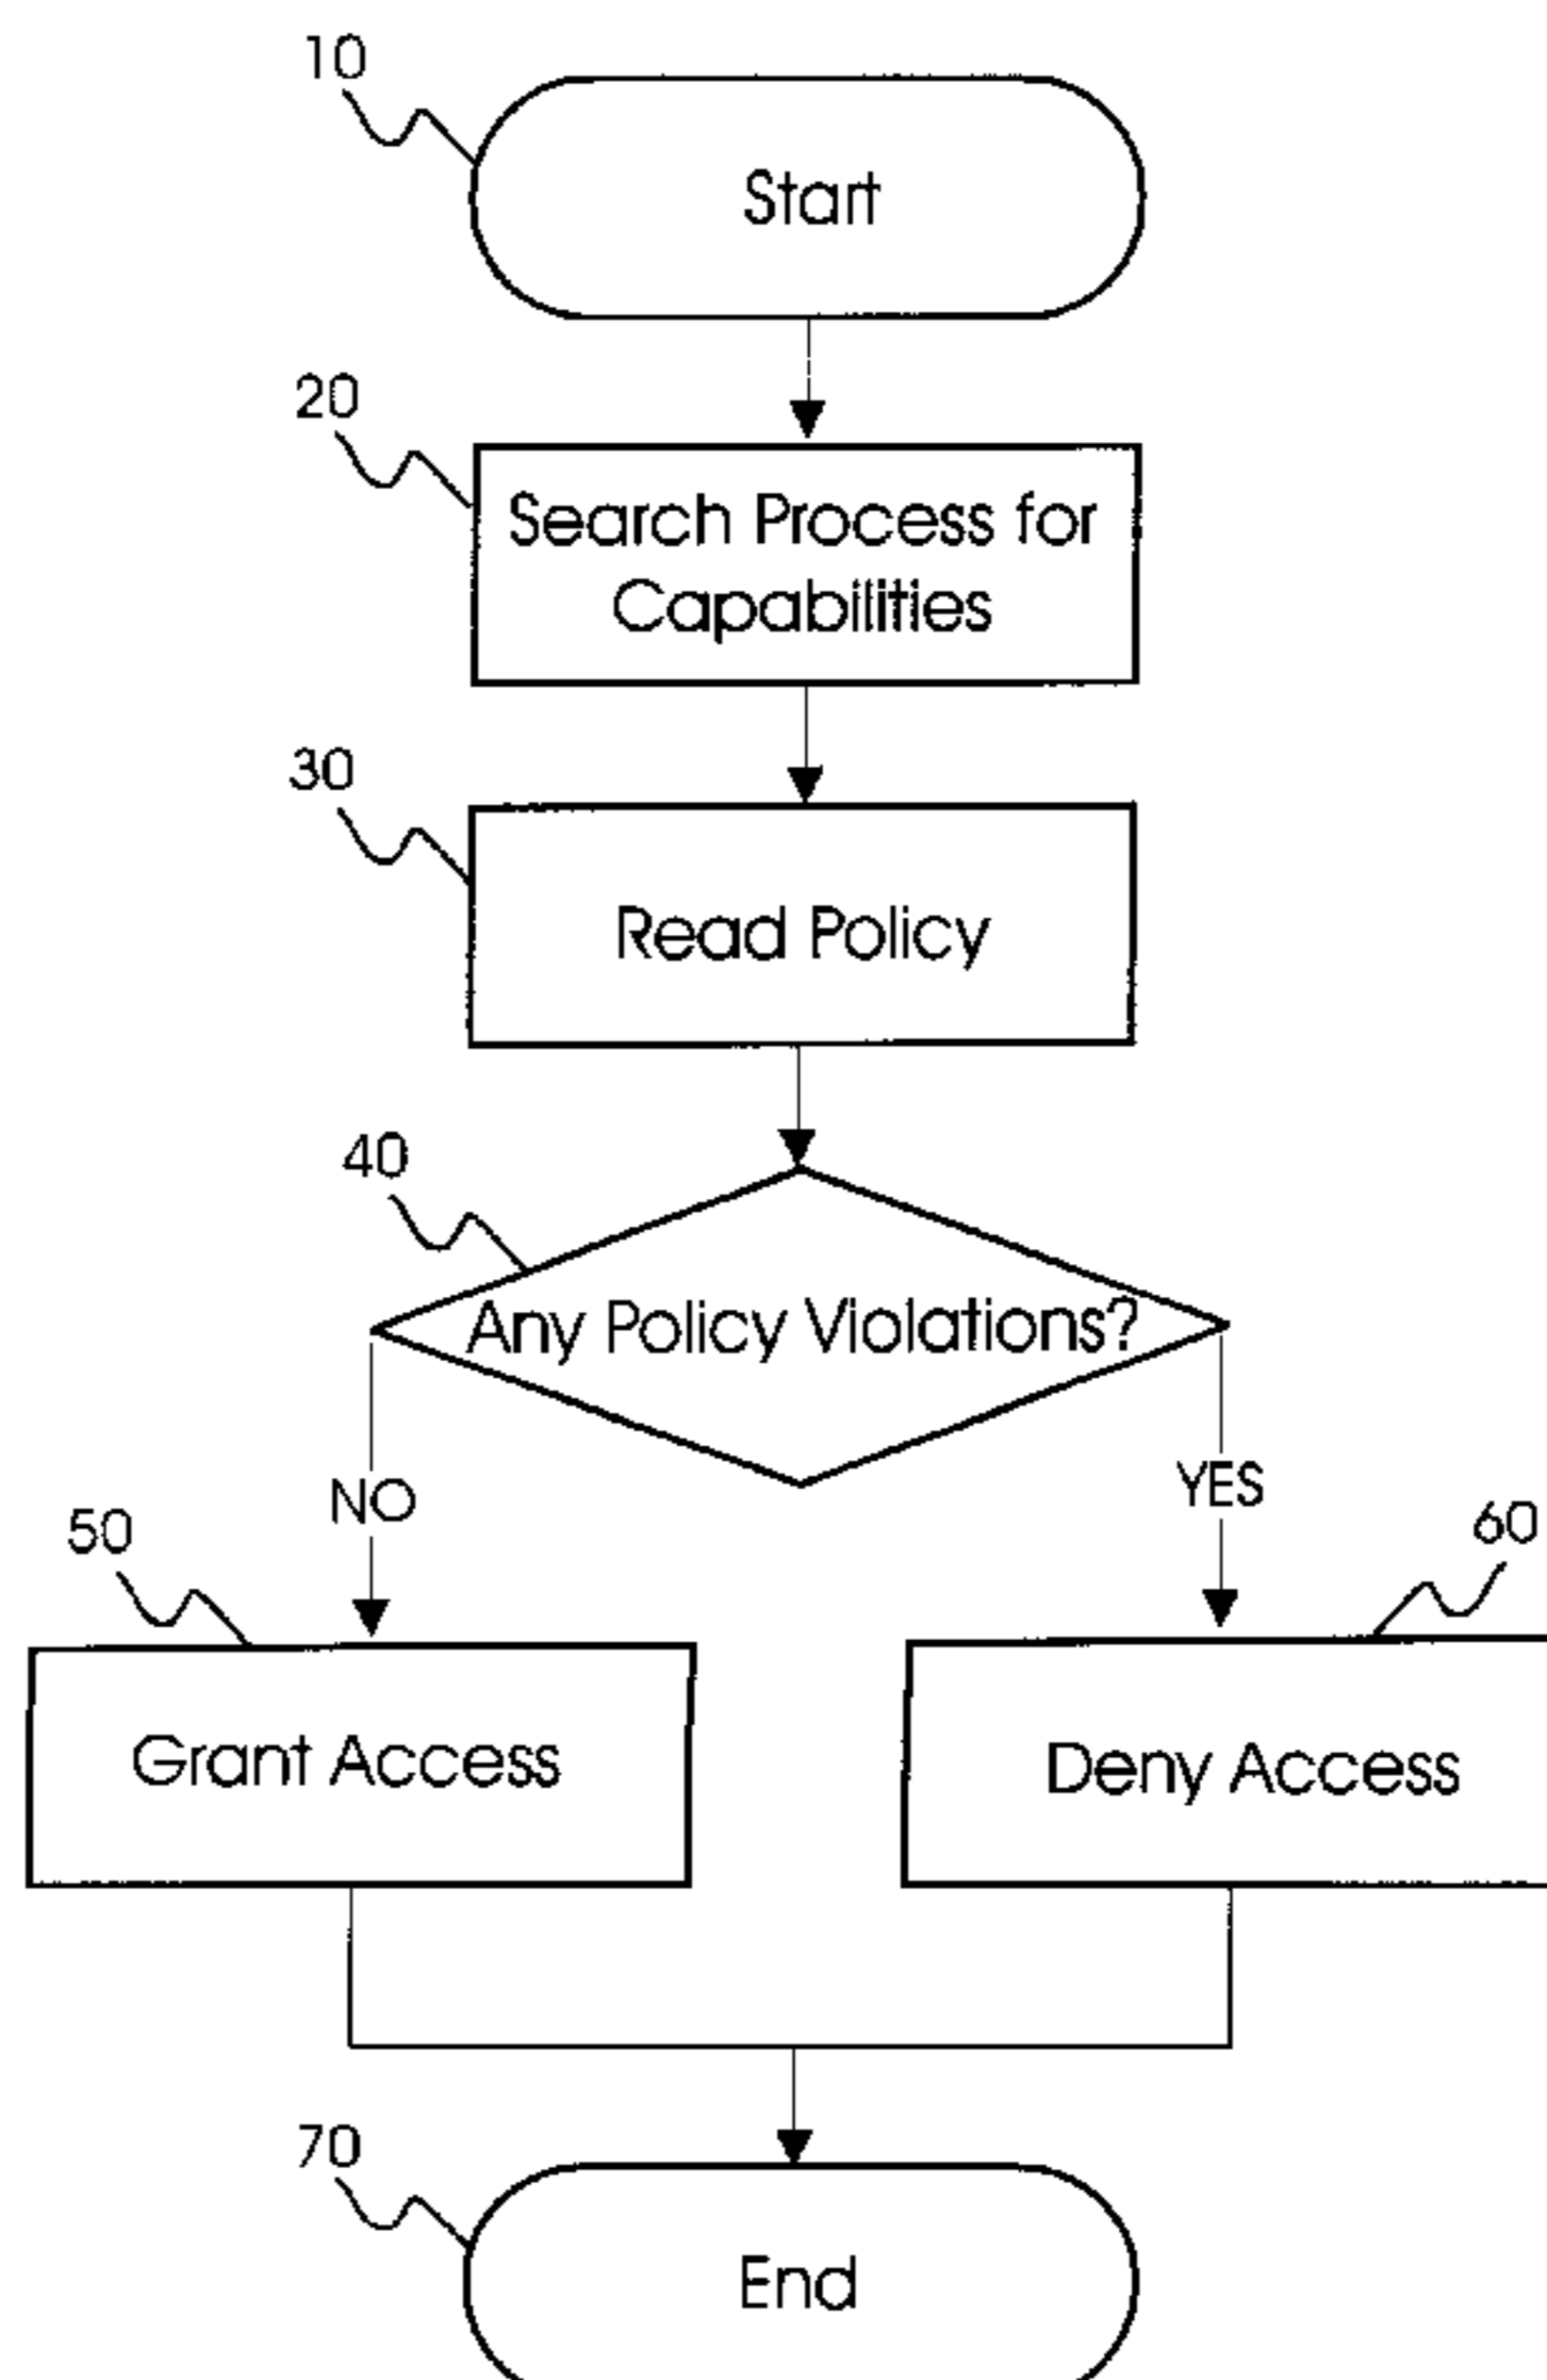 10
Start
20
Search Process for
Capabilities
30
Read Policy
40
Any Policy Violations?
NO
YES
50
60
Grant Access
Deny Access
70
End